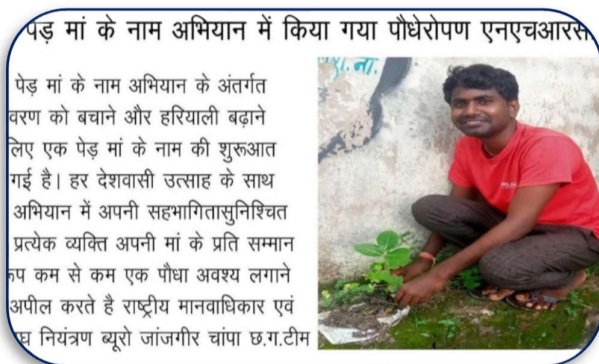 पेड़ मां के नाम अभियान में किया गया पौधेरोपण एनएचआरस
पेड़ मां के नाम अभियान के अंतर्गत
वरण को बचाने और हरियाली बढ़ाने
लिए एक पेड़ मां के नाम की शुरूआत
गई है। हर देशवासी उत्साह के साथ
अभियान में अपनी सहभागितासुनिश्चित
प्रत्येक व्यक्ति अपनी मां के प्रति सम्मान
रूप कम से कम एक पौधा अवश्य लगाने
अपील करते है राष्ट्रीय मानवाधिकार एवं
नियंत्रण ब्यूरो जांजगीर चांपा छ.ग.टीम